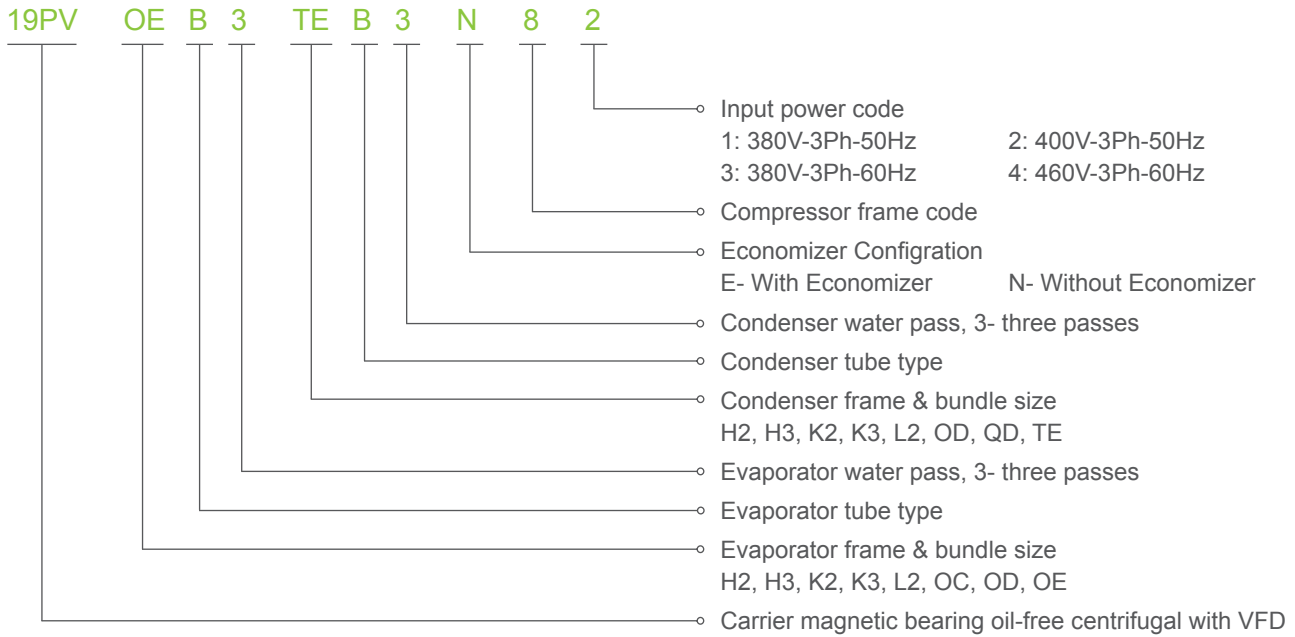 19PV OE B 3 TE B 3 N 8 2
Input power code
1: 380V-3Ph-50Hz 2: 400V-3Ph-50Hz
3: 380V-3Ph-60Hz 4: 460V-3Ph-60Hz
Compressor frame code
Economizer Configration
E- With Economizer N- Without Economizer
Condenser water pass, 3- three passes
Condenser tube type
Condenser frame & bundle size
H2, H3, K2, K3, L2, OD, QD, TE
Evaporator water pass, 3- three passes
Evaporator tube type
Evaporator frame & bundle size
H2, H3, K2, K3, L2, OC, OD, OE
Carrier magnetic bearing oil-free centrifugal with VFD